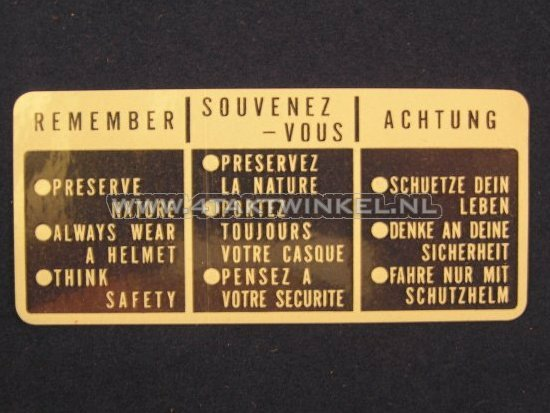 REMEMBER
●PRESERVE
NATURE
●ALWAYS WEAR
A HELMET
●THINK
SAFETY
SOUVENEZ
–VOUS
●PRESERVEZ
LA NATURE
●PORTEZ
TOUJOURS
VOTRE CASQUE
●PENSEZ A
VOTRE SECURITE
ACHTUNG
●SCHUETZE DEIN
LEBEN
●DENKE AN DEINE
SICHERHEIT
●FAHRE NUR MIT
SCHUTZHELM
WWW.4TAKTWINKEL.NL